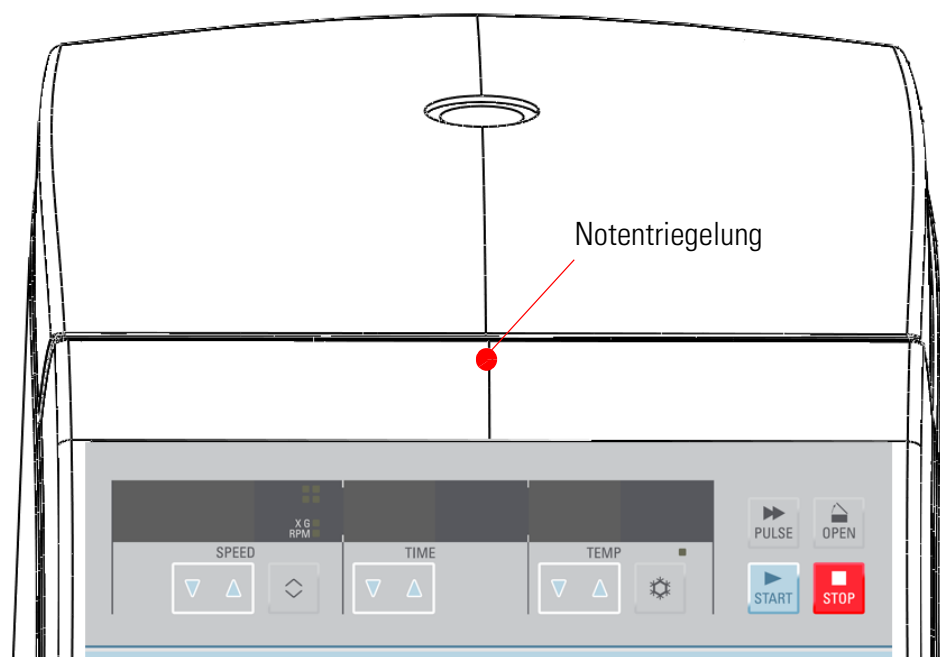 Notentriegelung
X G
RPM
SPEED
TIME
TEMP
PULSE
OPEN
START
STOP